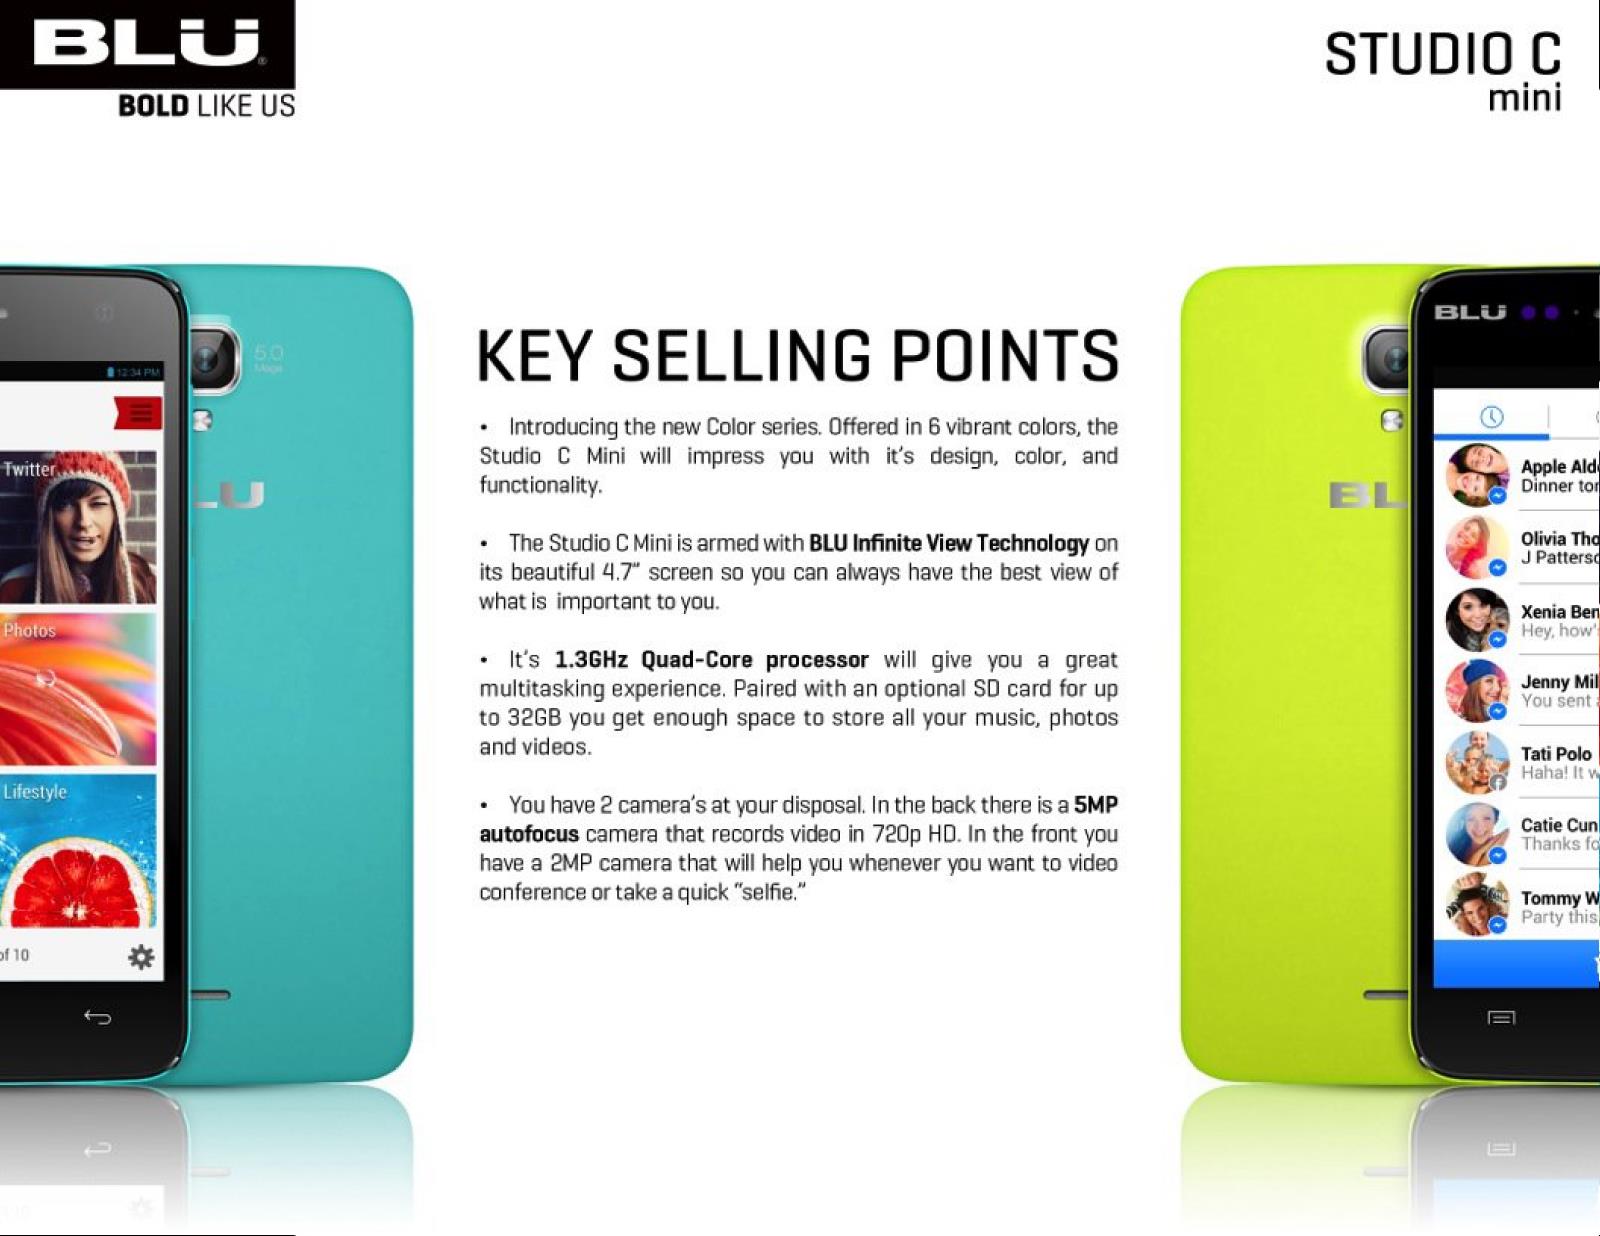 BLU®
BOLD LIKE US
STUDIO C
mini
12:34 PM
Twitter
Photos
Lifestyle
of 10
5.0
Mega
LU
KEY SELLING POINTS
• Introducing the new Color series. Offered in 6 vibrant colors, the
Studio C Mini will impress you with it's design, color, and
functionality.
• The Studio C Mini is armed with BLU Infinite View Technology on
its beautiful 4.7" screen so you can always have the best view of
what is important to you.
• It's 1.3GHz Quad-Core processor will give you a great
multitasking experience. Paired with an optional SD card for up
to 32GB you get enough space to store all your music, photos
and videos.
• You have 2 camera's at your disposal. In the back there is a 5MP
autofocus camera that records video in 720p HD. In the front you
have a 2MP camera that will help you whenever you want to video
conference or take a quick "selfie."
BL
BLU
Apple Ald
Dinner tor
Olivia Tho
J Patterso
Xenia Ben
Hey, how's
Jenny Mil
You sent
Tati Polo
Haha! It w
Catie Cun
Thanks fo
Tommy W
Party this